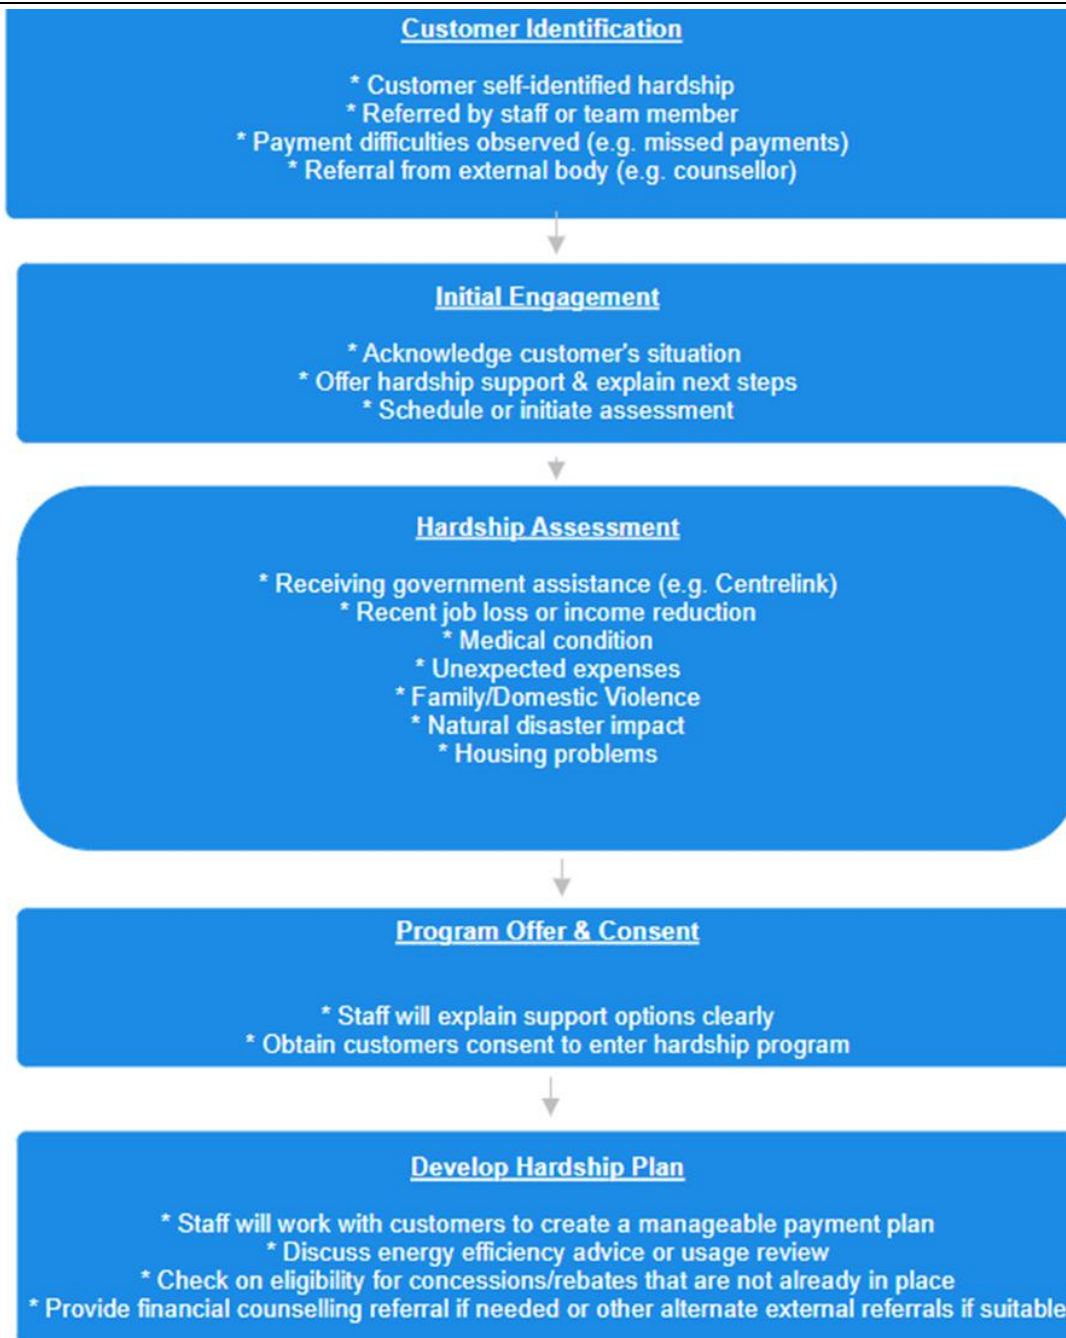 Customer Identification
* Customer self-identified hardship
* Referred by staff or team member
* Payment difficulties observed (e.g. missed payments)
* Referral from external body (e.g. counsellor)
Initial Engagement
* Acknowledge customer's situation
* Offer hardship support & explain next steps
* Schedule or initiate assessment
Hardship Assessment
* Receiving government assistance (e.g. Centrelink)
* Recent job loss or income reduction
* Medical condition
* Unexpected expenses
* Family/Domestic Violence
* Natural disaster impact
* Housing problems
Program Offer & Consent
* Staff will explain support options clearly
* Obtain customers consent to enter hardship program
Develop Hardship Plan
* Staff will work with customers to create a manageable payment plan
* Discuss energy efficiency advice or usage review
* Check on eligibility for concessions/rebates that are not already in place
* Provide financial counselling referral if needed or other alternate external referrals if suitable